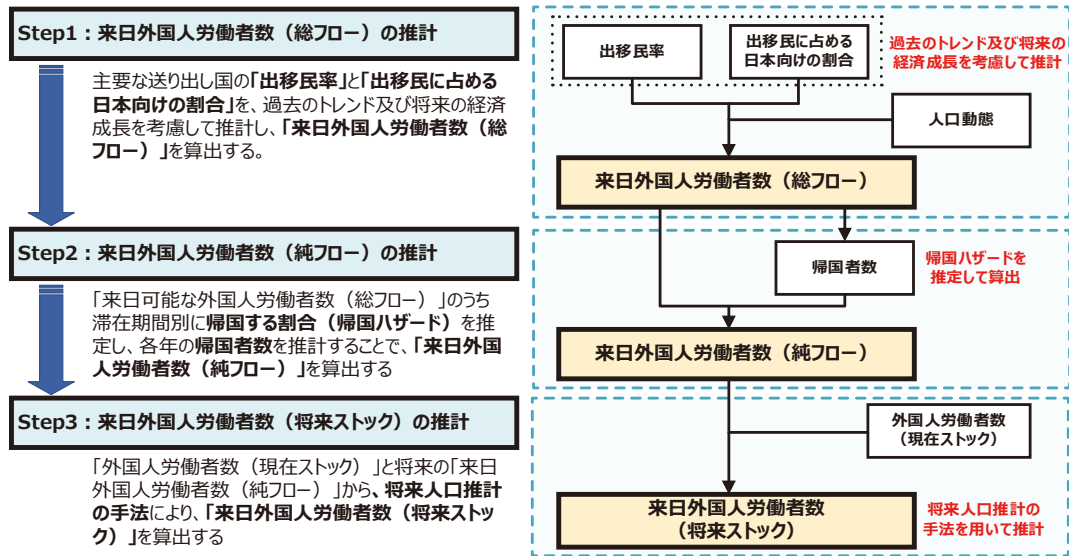 Step1：来日外国人労働者数（総フロー）の推計
主要な送り出し国の「出移民率」と「出移民に占める
日本向けの割合」を、過去のトレンド及び将来の経済
成長を考慮して推計し、「来日外国人労働者数（総
フロー）」を算出する。
Step2：来日外国人労働者数（純フロー）の推計
「来日可能な外国人労働者数（総フロー）」のうち
滞在期間別に帰国する割合（帰国ハザード）を推
定し、各年の帰国者数を推計することで、「来日外国
人労働者数（純フロー）」を算出する
Step3：来日外国人労働者数（将来ストック）の推計
「外国人労働者数（現在ストック）」と将来の「来日
外国人労働者数（純フロー）」から、将来人口推計
の手法により、「来日外国人労働者数（将来ストッ
ク）」を算出する
出移民率
出移民に占める
日本向けの割合
過去のトレンド及び将来の
経済成長を考慮して推計
人口動態
来日外国人労働者数（総フロー）
帰国者数
帰国ハザードを
推定して算出
来日外国人労働者数（純フロー）
外国人労働者数
（現在ストック）
来日外国人労働者数
（将来ストック）
将来人口推計の
手法を用いて推計